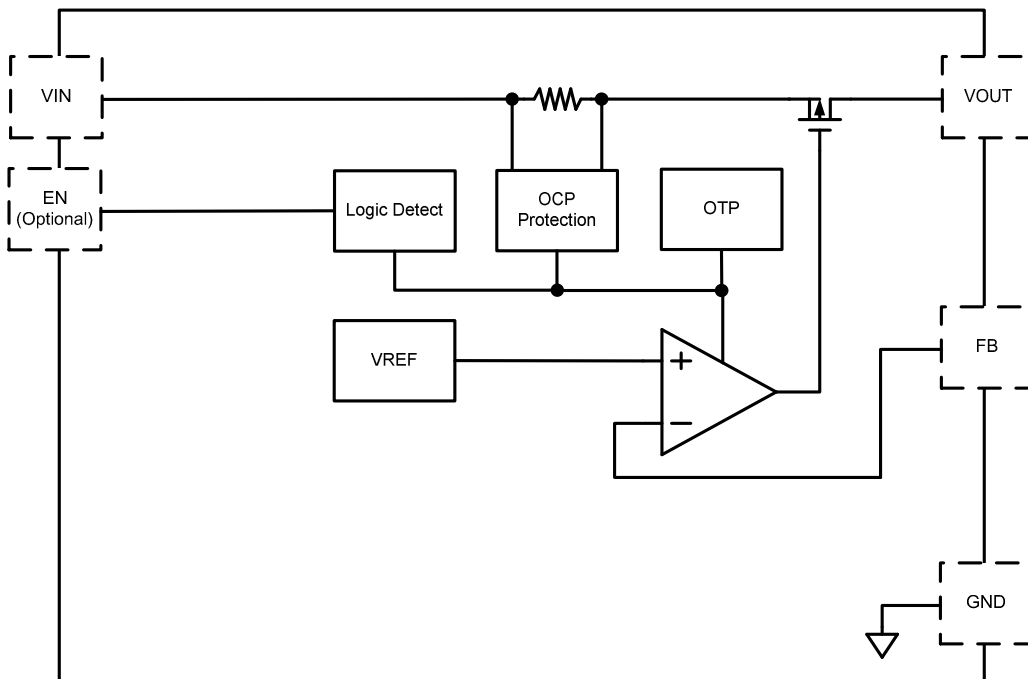 VIN
VOUT
EN
(Optional)
Logic Detect
OCP
Protection
OTP
VREF
+
−
FB
GND